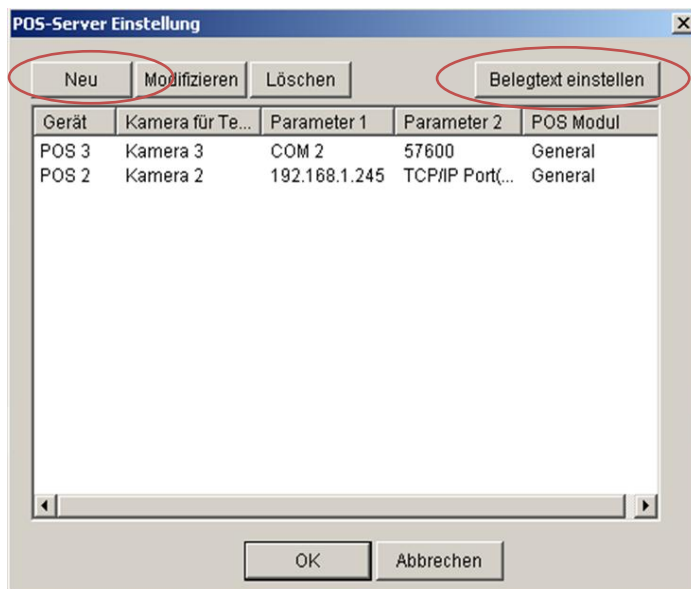 POS-Server Einstellung
Neu Modifizieren Löschen Belegtext einstellen
Gerät Kamera für Te... Parameter 1 Parameter 2 POS Modul
POS 3 Kamera 3 COM 2 57600 General
POS 2 Kamera 2 192.168.1.245 TCP/IP Port(... General
OK Abbrechen